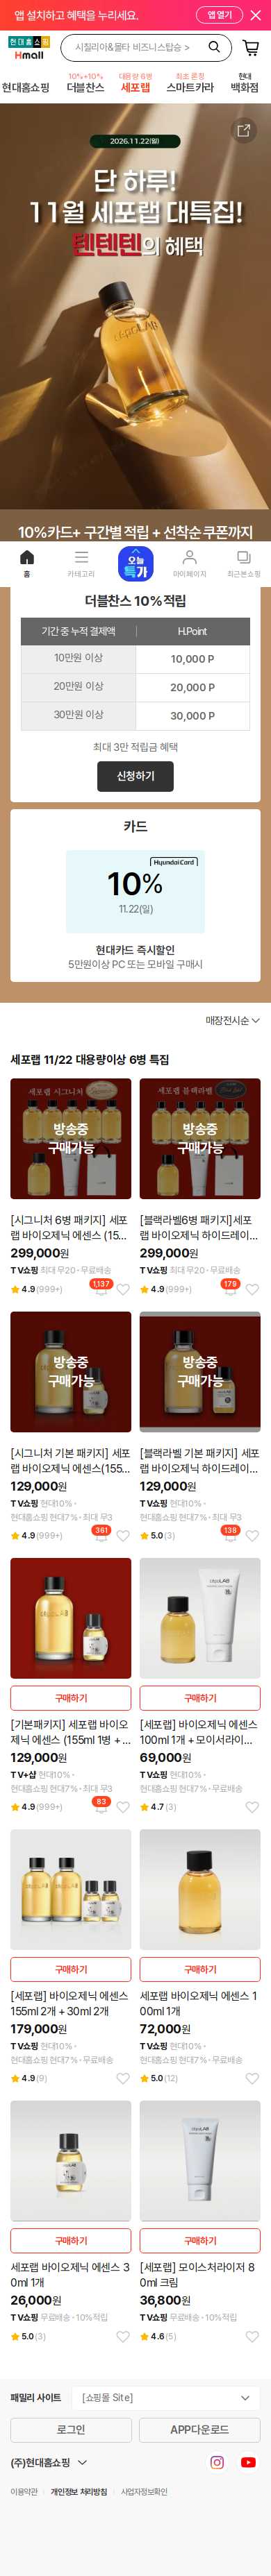 앱 설치하고 혜택을 누리세요.
앱 열기
현대홈쇼핑
Hmall
시칠리아&몰타 비즈니스탑승 >
현대홈쇼핑
10%+10%
더블찬스
대용량 6병
세포랩
최초 론칭
스마트카라
현대
백화점
2026.11.22(일)
단 하루!
11월 세포랩 대특집!
텐텐텐의 혜택
cepoLAB
10%카드+ 구간별 적립 + 선착순 쿠폰까지
홈
카테고리
오늘
특가
마이페이지
최근본쇼핑
더블찬스 10% 적립
기간 중 누적 결제액
H.Point
10만원 이상
10,000 P
20만원 이상
20,000 P
30만원 이상
30,000 P
최대 3만 적립금 혜택
신청하기
카드
HyundaiCard
10%
11.22(일)
현대카드 즉시할인
5만원이상 PC 또는 모바일 구매시
매장전시순
세포랩 11/22 대용량이상 6병 특집
세포랩 시그니처
방송중
구매가능
세포랩 블랙라벨
방송중
구매가능
[시그니처 6병 패키지] 세포
랩 바이오제닉 에센스 (15...
299,000원
TV쇼핑 최대 무20 · 무료배송
4.9(999+)
1,137
[블랙라벨6병 패키지]세포
랩 바이오제닉 하이드레이...
299,000원
TV쇼핑 최대 무20 · 무료배송
4.9(999+)
179
방송중
구매가능
방송중
구매가능
[시그니처 기본 패키지] 세포
랩 바이오제닉 에센스(155...
129,000원
TV쇼핑 현대10% ·
현대홈쇼핑 현대7% · 최대 무3
4.9(999+)
361
[블랙라벨 기본 패키지] 세포
랩 바이오제닉 하이드레이...
129,000원
TV쇼핑 현대10% ·
현대홈쇼핑 현대7% · 최대 무3
5.0(3)
138
구매하기
구매하기
[기본패키지] 세포랩 바이오
제닉 에센스 (155ml 1병 + ...
129,000원
TV+샵 현대10% ·
현대홈쇼핑 현대7% · 최대 무3
4.9(999+)
83
[세포랩] 바이오제닉 에센스
100ml 1개 + 모이서라이...
69,000원
TV쇼핑 현대10% ·
현대홈쇼핑 현대7% · 무료배송
4.7(3)
구매하기
구매하기
[세포랩] 바이오제닉 에센스
155ml 2개 + 30ml 2개
179,000원
TV쇼핑 현대10% ·
현대홈쇼핑 현대7% · 무료배송
4.9(9)
세포랩 바이오제닉 에센스 1
00ml 1개
72,000원
TV쇼핑 현대10% ·
현대홈쇼핑 현대7% · 무료배송
5.0(12)
구매하기
구매하기
세포랩 바이오제닉 에센스 3
0ml 1개
26,000원
TV쇼핑 무료배송 · 10%적립
5.0(3)
[세포랩] 모이스처라이저 8
0ml 크림
36,800원
TV쇼핑 무료배송 · 10%적립
4.6(5)
패밀리 사이트
[쇼핑몰 Site]
로그인
APP다운로드
(주)현대홈쇼핑
이용약관
개인정보 처리방침
사업자정보확인